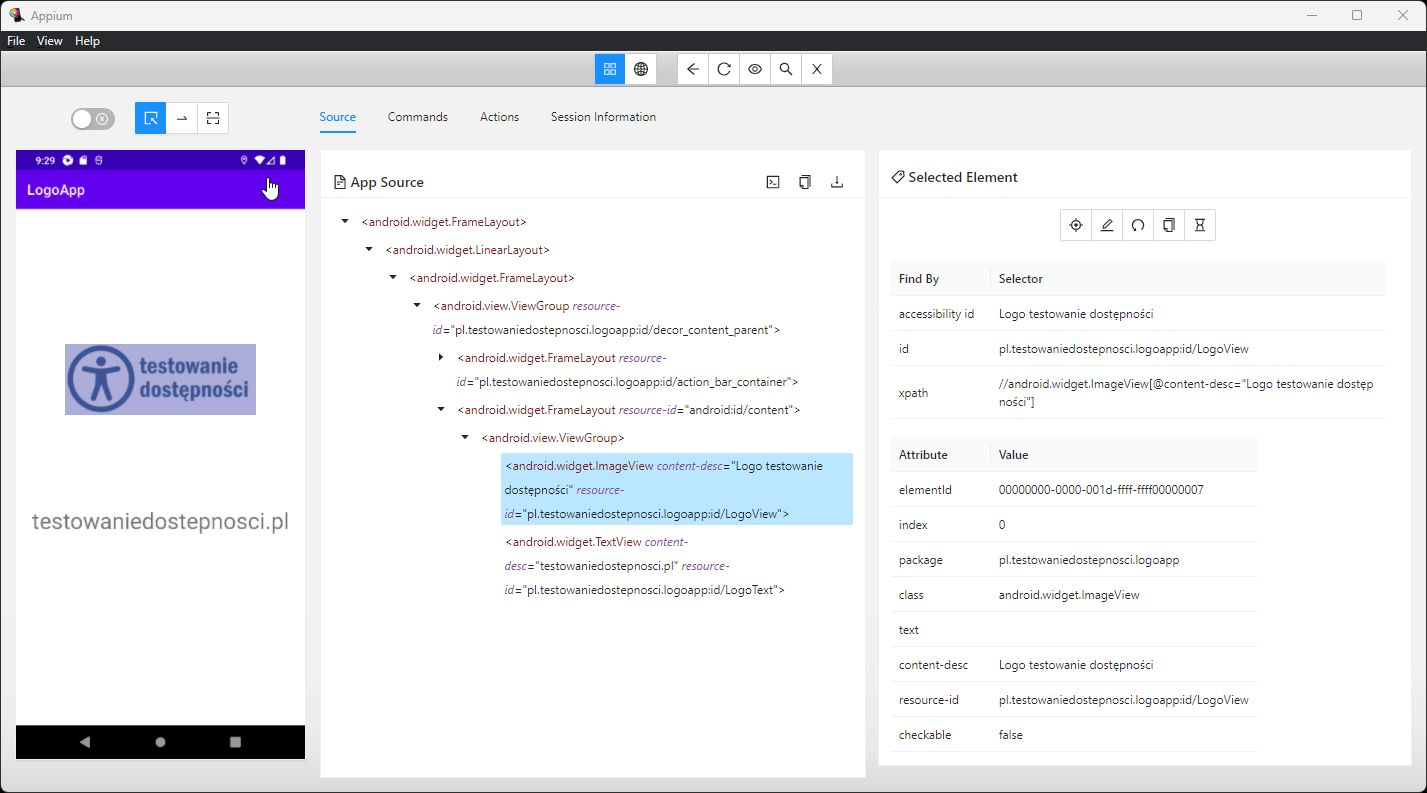 Appium
File View Help
Source Commands Actions Session Information
9:29
LogoApp
testowanie
dostępności
testowaniedostepnosci.pl
App Source
<android.widget.FrameLayout>
<android.widget.LinearLayout>
<android.widget.FrameLayout>
<android.view.ViewGroup resource-
id="pl.testowaniedostepnosci.logoapp:id/decor_content_parent">
<android.widget.FrameLayout resource-
id="pl.testowaniedostepnosci.logoapp:id/action_bar_container">
<android.widget.FrameLayout resource-id="android:id/content">
<android.view.ViewGroup>
<android.widget.ImageView content-desc="Logo testowanie
dostępności" resource-
id="pl.testowaniedostepnosci.logoapp:id/LogoView">
<android.widget.TextView content-
desc="testowaniedostepnosci.pl" resource-
id="pl.testowaniedostepnosci.logoapp:id/LogoText">
Selected Element
Find By Selector
accessibility id Logo testowanie dostępności
id pl.testowaniedostepnosci.logoapp:id/LogoView
xpath //android.widget.ImageView[@content-desc="Logo testowanie dostęp
ności"]
Attribute Value
elementId 00000000-0000-001d-ffff-ffff00000007
index 0
package pl.testowaniedostepnosci.logoapp
class android.widget.ImageView
text
content-desc Logo testowanie dostępności
resource-id pl.testowaniedostepnosci.logoapp:id/LogoView
checkable false